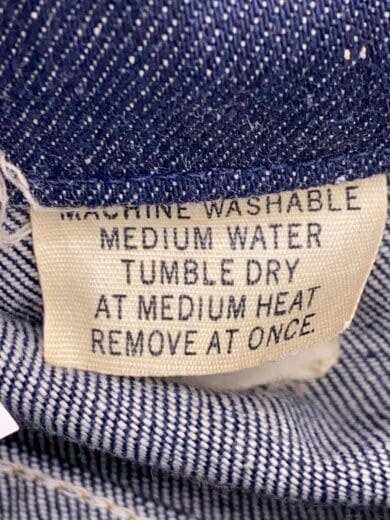 MACHINE WASHABLE
MEDIUM WATER
TUMBLE DRY
AT MEDIUM HEAT
REMOVE AT ONCE.